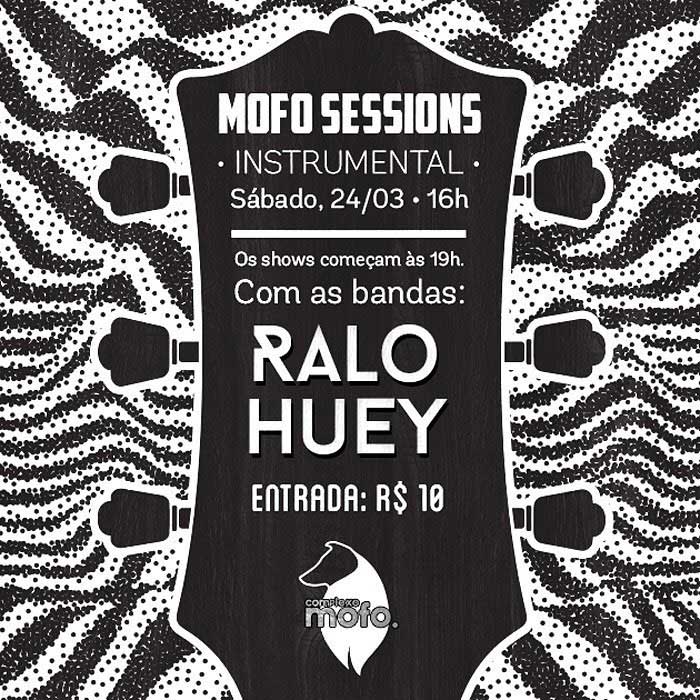 MOFO SESSIONS
• INSTRUMENTAL •
Sábado, 24/03 • 16h
Os shows começam às 19h.
Com as bandas:
RALO
HUEY
ENTRADA: R$ 10
complexo
mofo.